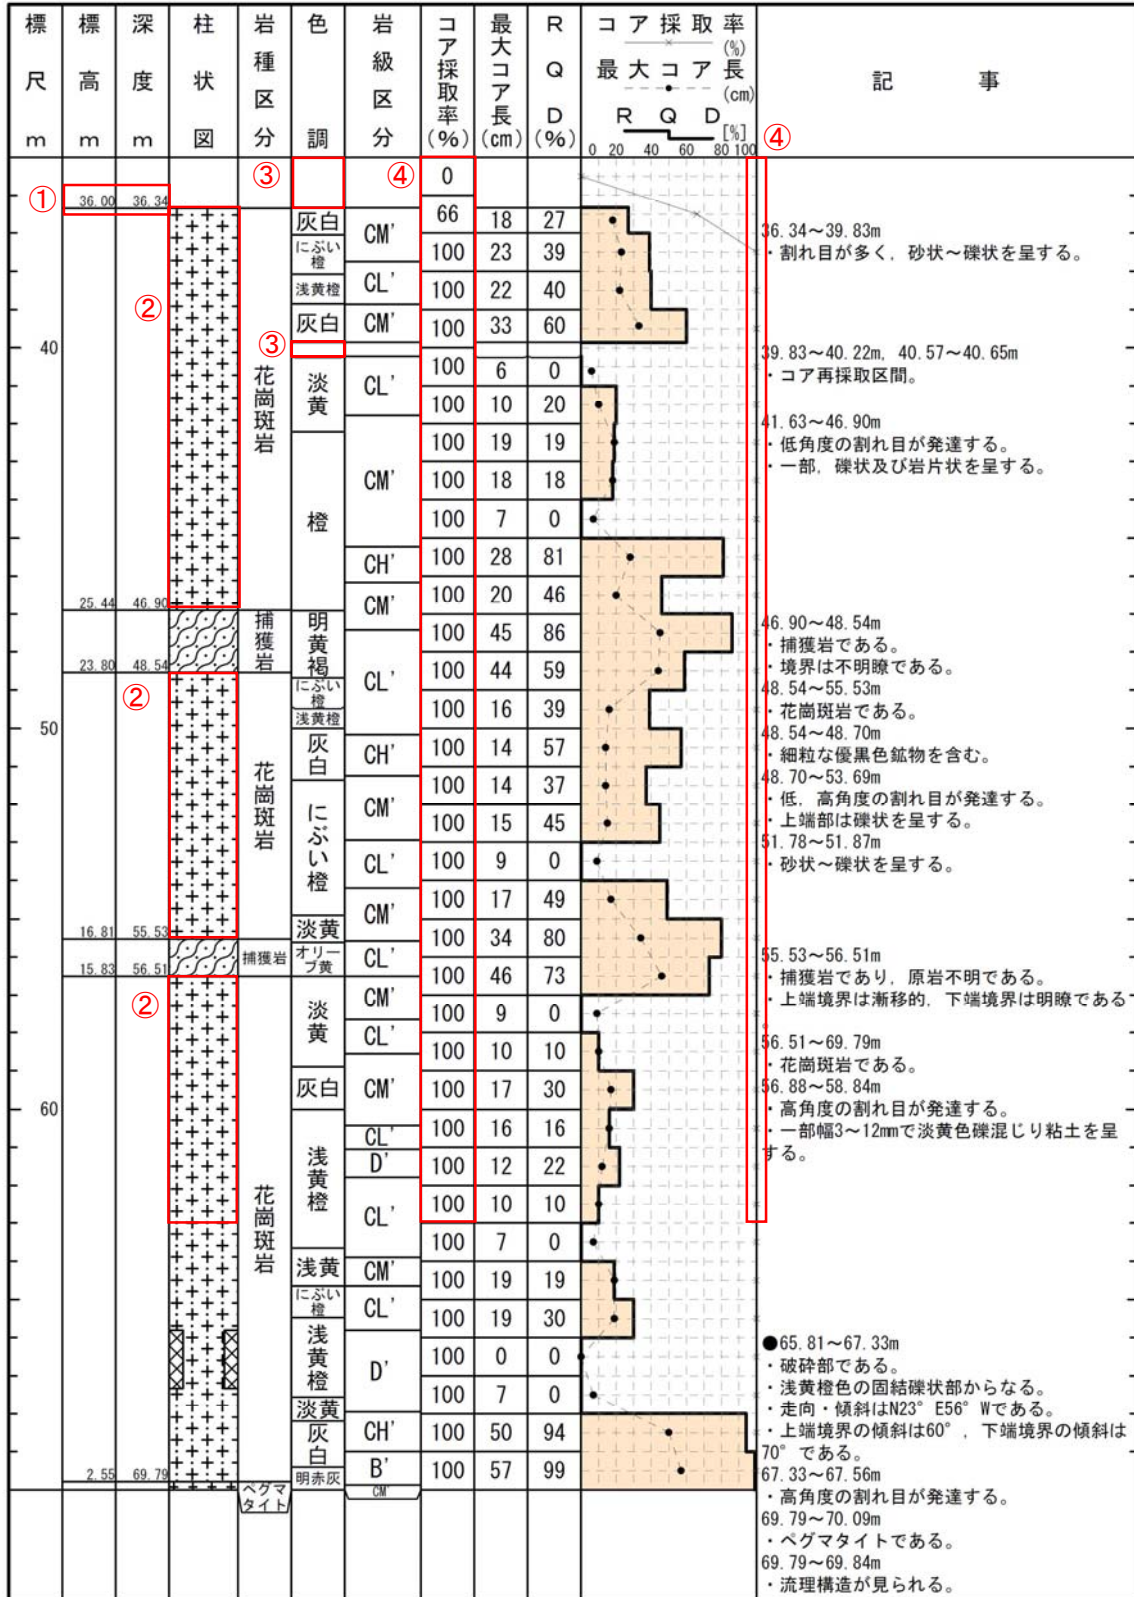 標尺m
標高m
深度m
柱状図
岩種区分
色調
岩級区分
コア採取率(%)
最大コア長(cm)
RQD(%)
コア採取率(%)
最大コア長(cm)
RQD[%]
0 20 40 60 80 100
記事
①
②
②
②
③
③
④
④
40
50
60
36.00 36.34
25.44 46.90
23.80 48.54
16.81 55.53
15.83 56.51
2.55 69.79
花崗斑岩
捕獲岩
花崗斑岩
捕獲岩
花崗斑岩
ペグマタイト
灰白
にぶい橙
浅黄橙
灰白
淡黄
橙
明黄褐
にぶい橙
浅黄橙
灰白
にぶい橙
淡黄
オリーブ黄
淡黄
灰白
浅黄橙
浅黄
にぶい橙
浅黄橙
淡黄
灰白
明赤灰
CM'
CL'
CM'
CL'
CM'
CH'
CM'
CL'
CH'
CM'
CL'
CM'
CL'
CM'
CL'
CM'
CL'
D'
CL'
CM'
CL'
D'
CH'
B'
CM'
0
66 18 27
100 23 39
100 22 40
100 33 60
100 6 0
100 10 20
100 19 19
100 18 18
100 7 0
100 28 81
100 20 46
100 45 86
100 44 59
100 16 39
100 14 57
100 14 37
100 15 45
100 9 0
100 17 49
100 34 80
100 46 73
100 9 0
100 10 10
100 17 30
100 16 16
100 12 22
100 10 10
100 7 0
100 19 19
100 19 30
100 0 0
100 7 0
100 50 94
100 57 99
36.34～39.83m
・割れ目が多く，砂状～礫状を呈する。
39.83～40.22m, 40.57～40.65m
・コア再採取区間。
41.63～46.90m
・低角度の割れ目が発達する。
・一部，礫状及び岩片状を呈する。
46.90～48.54m
・捕獲岩である。
・境界は不明瞭である。
48.54～55.53m
・花崗斑岩である。
48.54～48.70m
・細粒な優黒色鉱物を含む。
48.70～53.69m
・低，高角度の割れ目が発達する。
・上端部は礫状を呈する。
51.78～51.87m
・砂状～礫状を呈する。
55.53～56.51m
・捕獲岩であり，原岩不明である。
・上端境界は漸移的，下端境界は明瞭である
。
56.51～69.79m
・花崗斑岩である。
56.88～58.84m
・高角度の割れ目が発達する。
・一部幅3～12mmで淡黄色礫混じり粘土を呈
する。
●65.81～67.33m
・破砕部である。
・浅黄橙色の固結礫状部からなる。
・走向・傾斜はN23°E56°Wである。
・上端境界の傾斜は60°，下端境界の傾斜は
70°である。
67.33～67.56m
・高角度の割れ目が発達する。
69.79～70.09m
・ペグマタイトである。
69.79～69.84m
・流理構造が見られる。